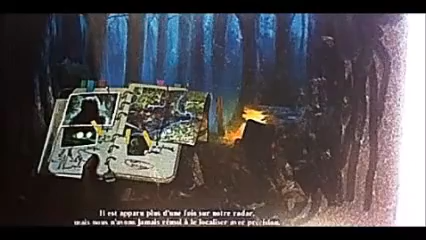 Il est apparu plus d'une fois sur notre radar,
mais nous n'avons jamais réussi à le localiser avec précision.